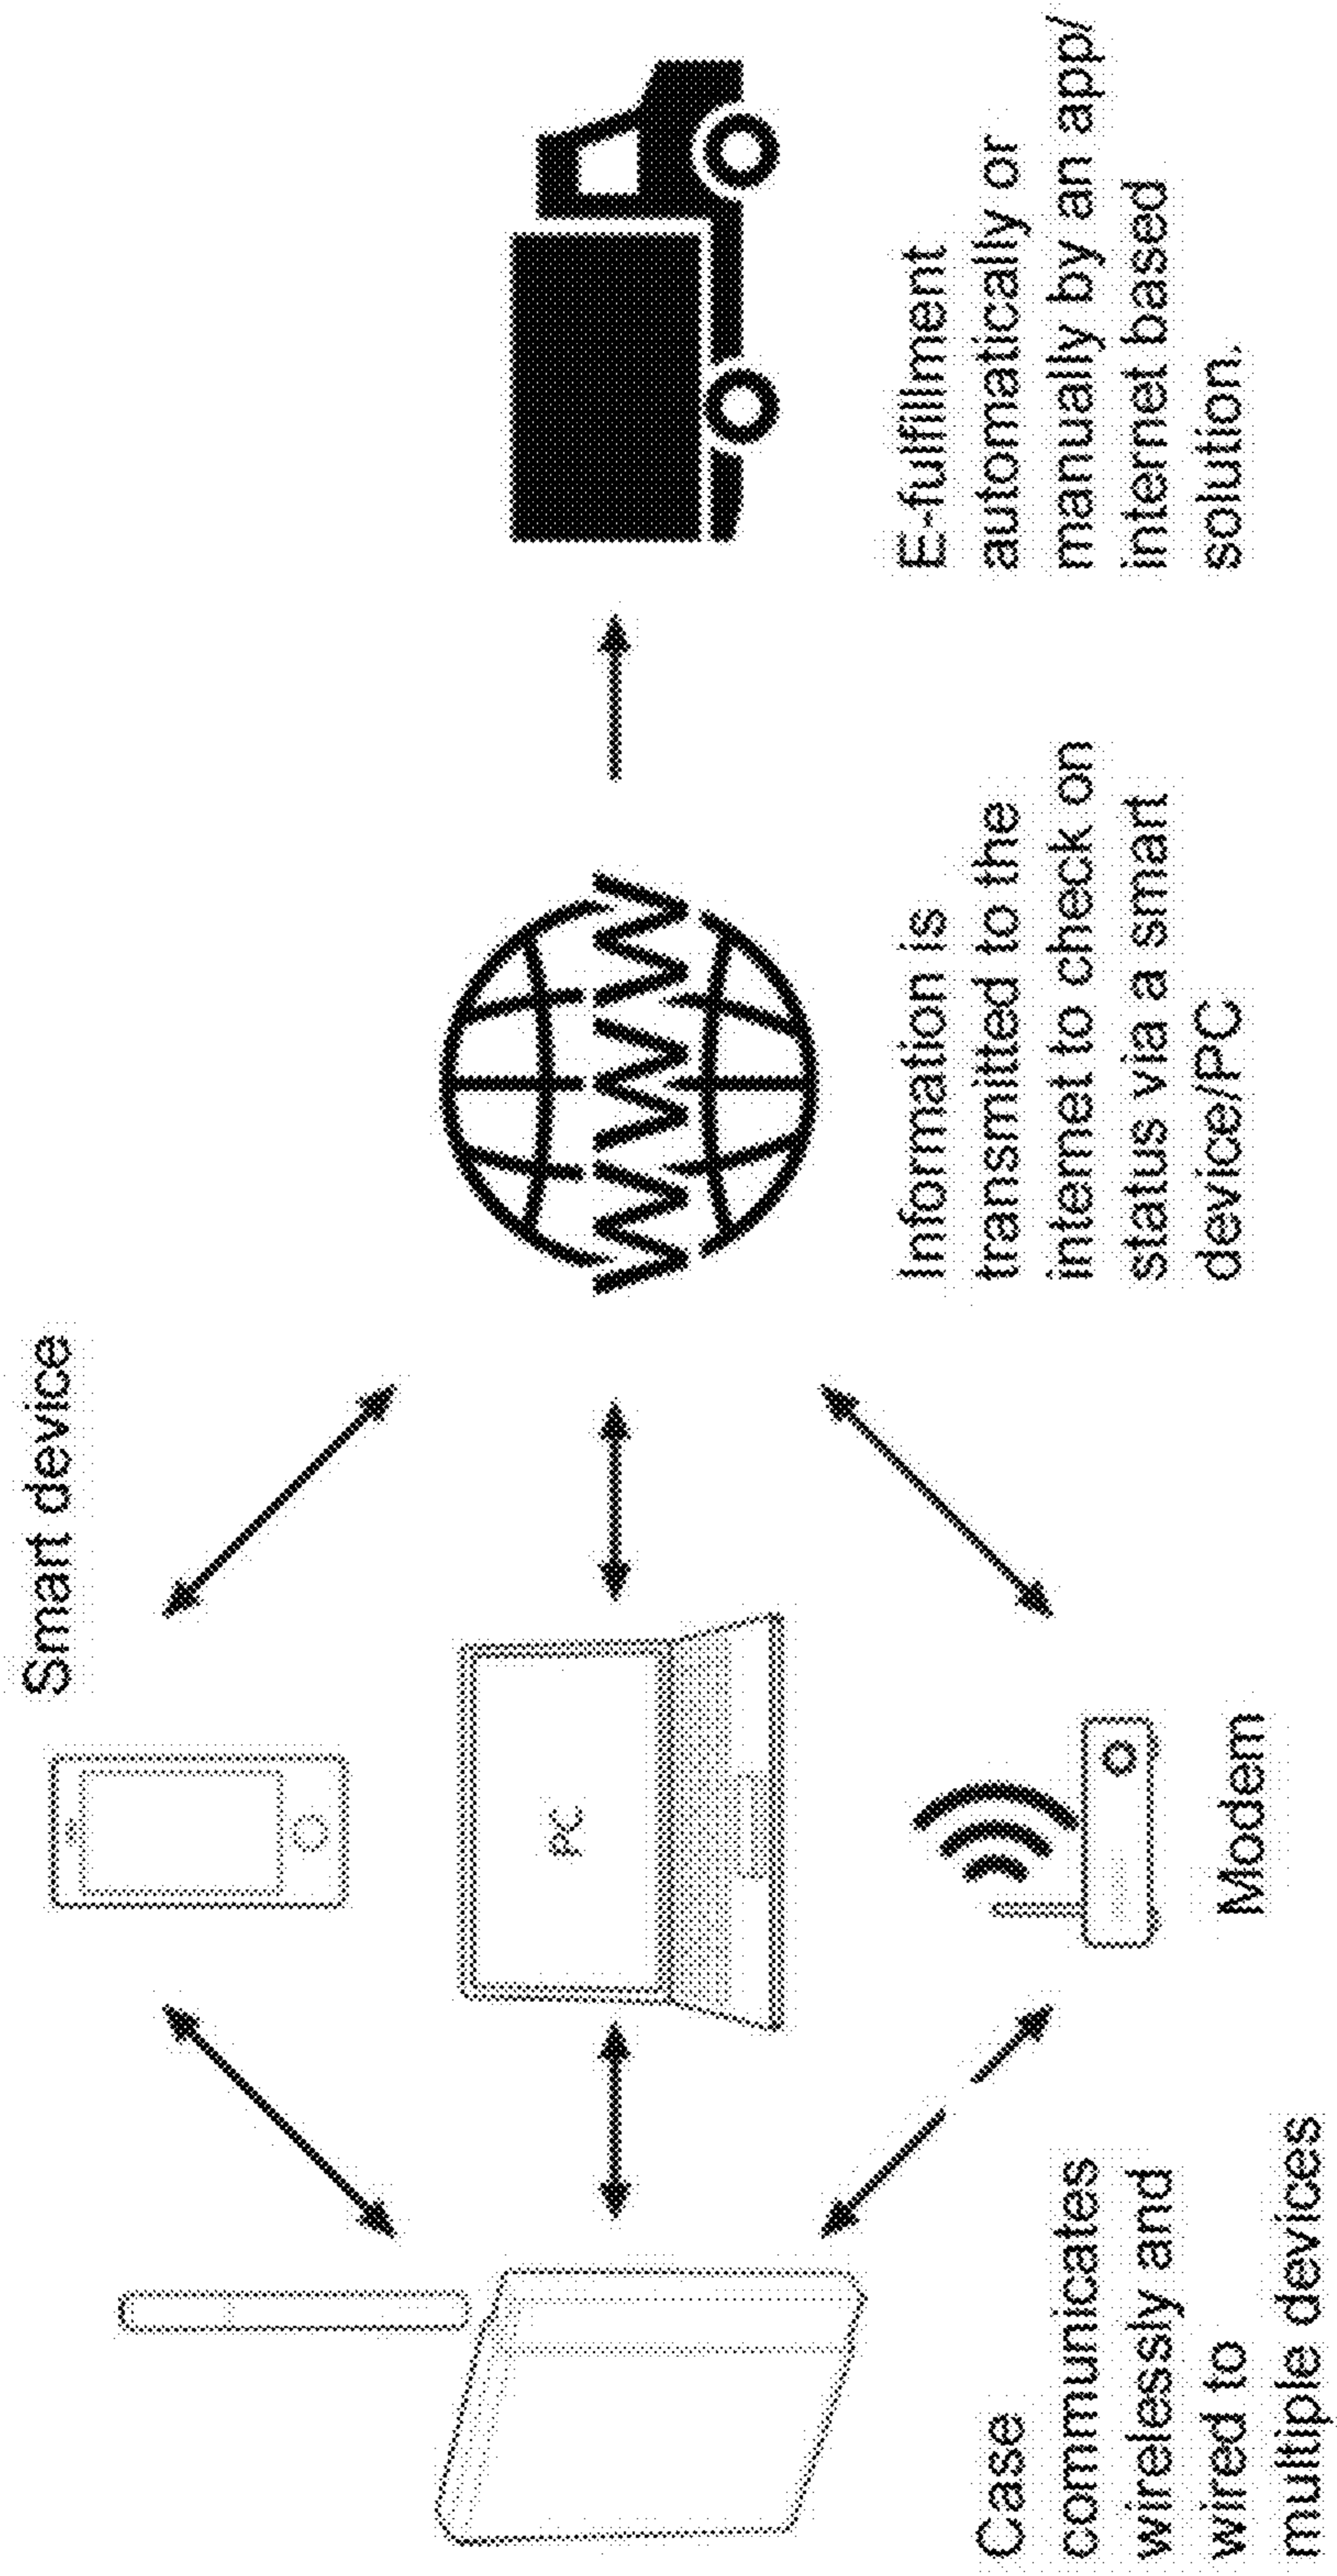 Smart device
PC
Modem
Case
communicates
wirelessly and
wired to
multiple devices
WWW
Information is
transmitted to the
internet to check on
status via a smart
device/PC
E-fulfillment
automatically or
manually by an app/
internet based
solution.